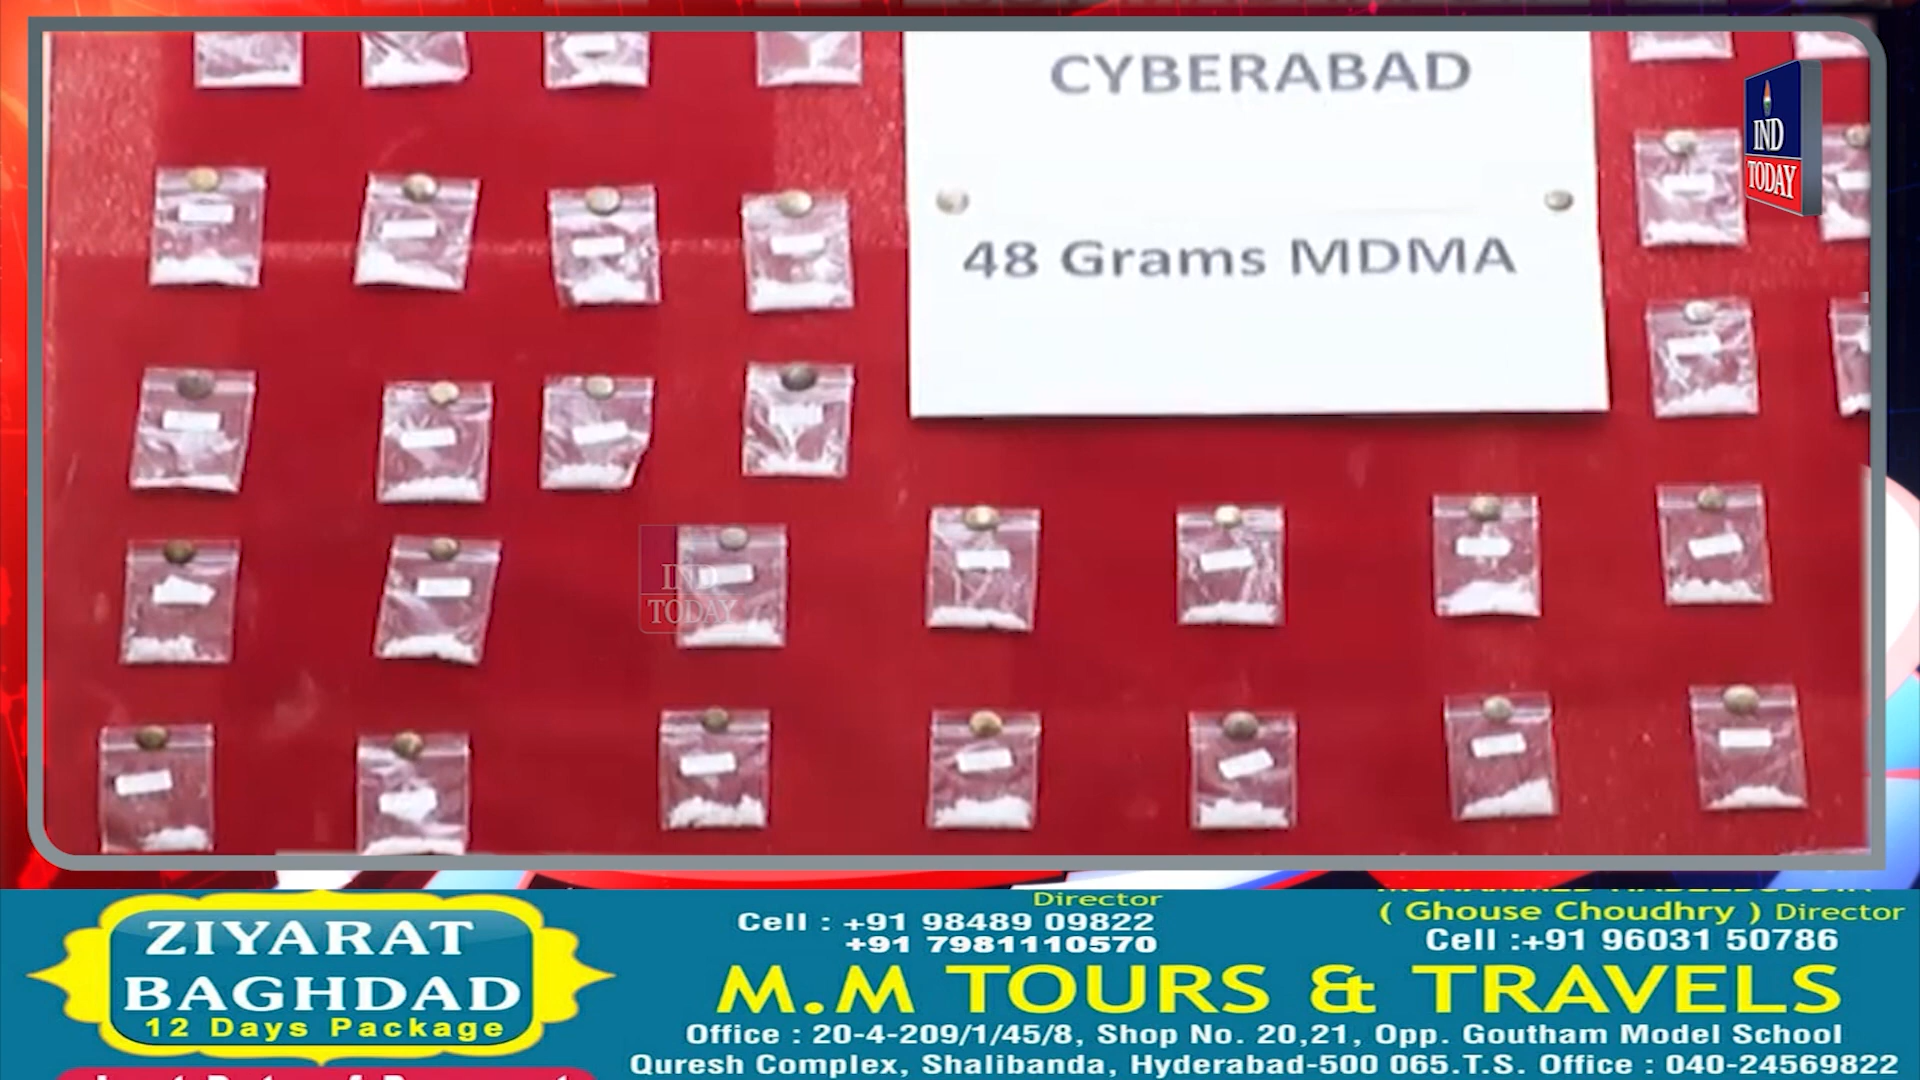 CYBERABAD
48 Grams MDMA
IND
TODAY
IND
TODAY
ZIYARAT
BAGHDAD
12 Days Package
Director
Cell : +91 98489 09822
+91 7981110570
( Ghouse Choudhry ) Director
Cell :+91 96031 50786
M.M TOURS & TRAVELS
Office : 20-4-209/1/45/8, Shop No. 20,21, Opp. Goutham Model School
Quresh Complex, Shalibanda, Hyderabad-500 065.T.S. Office : 040-24569822